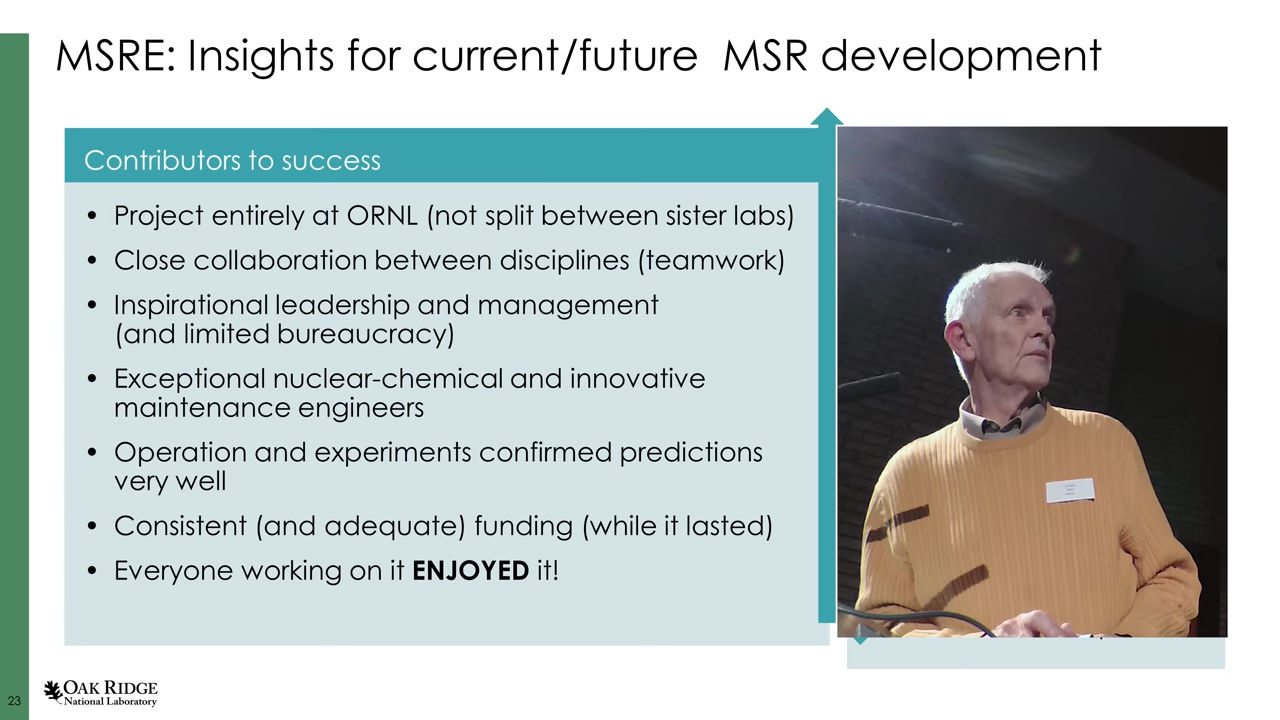 MSRE: Insights for current/future MSR development
Contributors to success
• Project entirely at ORNL (not split between sister labs)
• Close collaboration between disciplines (teamwork)
• Inspirational leadership and management
(and limited bureaucracy)
• Exceptional nuclear-chemical and innovative
maintenance engineers
• Operation and experiments confirmed predictions
very well
• Consistent (and adequate) funding (while it lasted)
• Everyone working on it ENJOYED it!
23
OAK RIDGE
National Laboratory